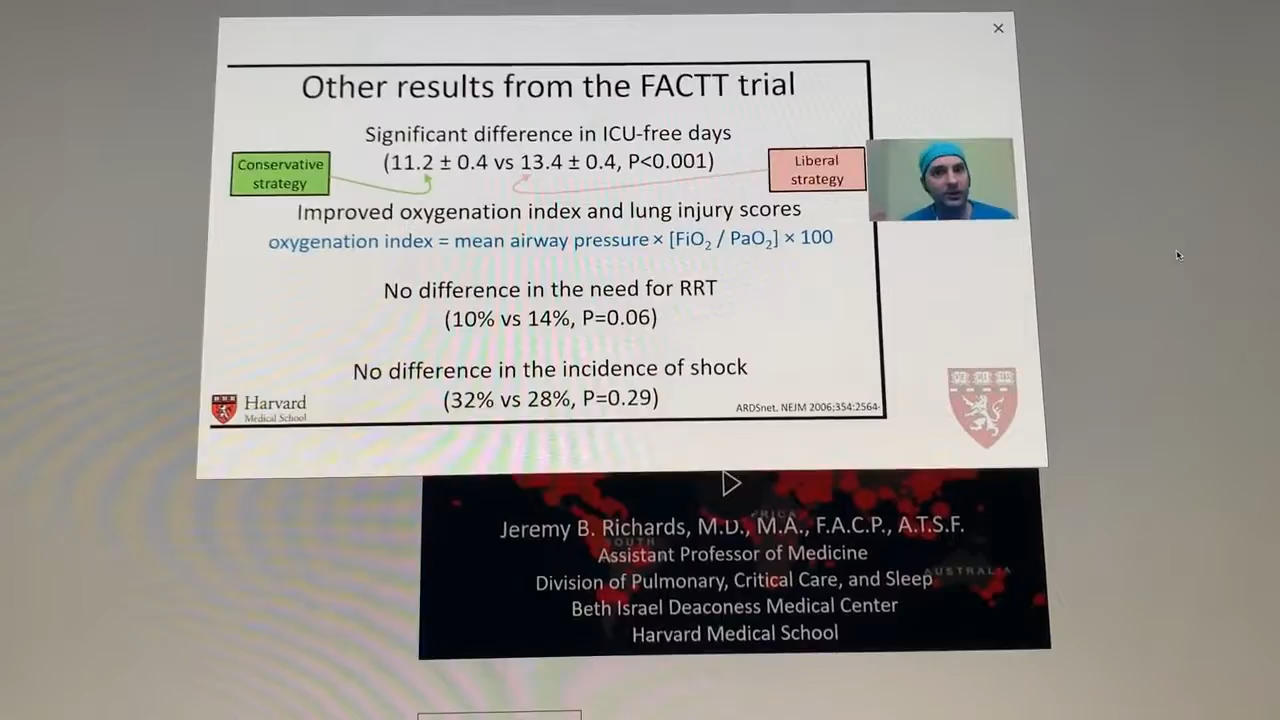 Other results from the FACTT trial
Significant difference in ICU-free days
(11.2 ± 0.4 vs 13.4 ± 0.4, P<0.001)
Conservative
strategy
Liberal
strategy
Improved oxygenation index and lung injury scores
oxygenation index = mean airway pressure × [FiO₂ / PaO₂] × 100
No difference in the need for RRT
(10% vs 14%, P=0.06)
No difference in the incidence of shock
(32% vs 28%, P=0.29)
Harvard
Medical School
ARDSnet. NEJM 2006;354:2564-
Jeremy B. Richards, M.D., M.A., F.A.C.P., A.T.S.F.
SOUTH
Assistant Professor of Medicine
AUSTRALIA
Division of Pulmonary, Critical Care, and Sleep
Beth Israel Deaconess Medical Center
Harvard Medical School